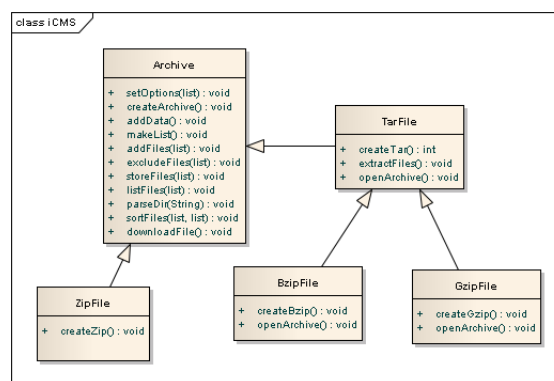 class iCMS
Archive
+ setOptions(list) : void
+ createArchive() : void
+ addData() : void
+ makeList() : void
+ addFiles(list) : void
+ excludeFiles(list) : void
+ storeFiles(list) : void
+ listFiles(list) : void
+ parseDir(String) : void
+ sortFiles(list, list) : void
+ downloadFile() : void
TarFile
+ createTar() : int
+ extractFiles() : void
+ openArchive() : void
ZipFile
+ createZip() : void
BzipFile
+ createBzip() : void
+ openArchive() : void
GzipFile
+ createGzip() : void
+ openArchive() : void